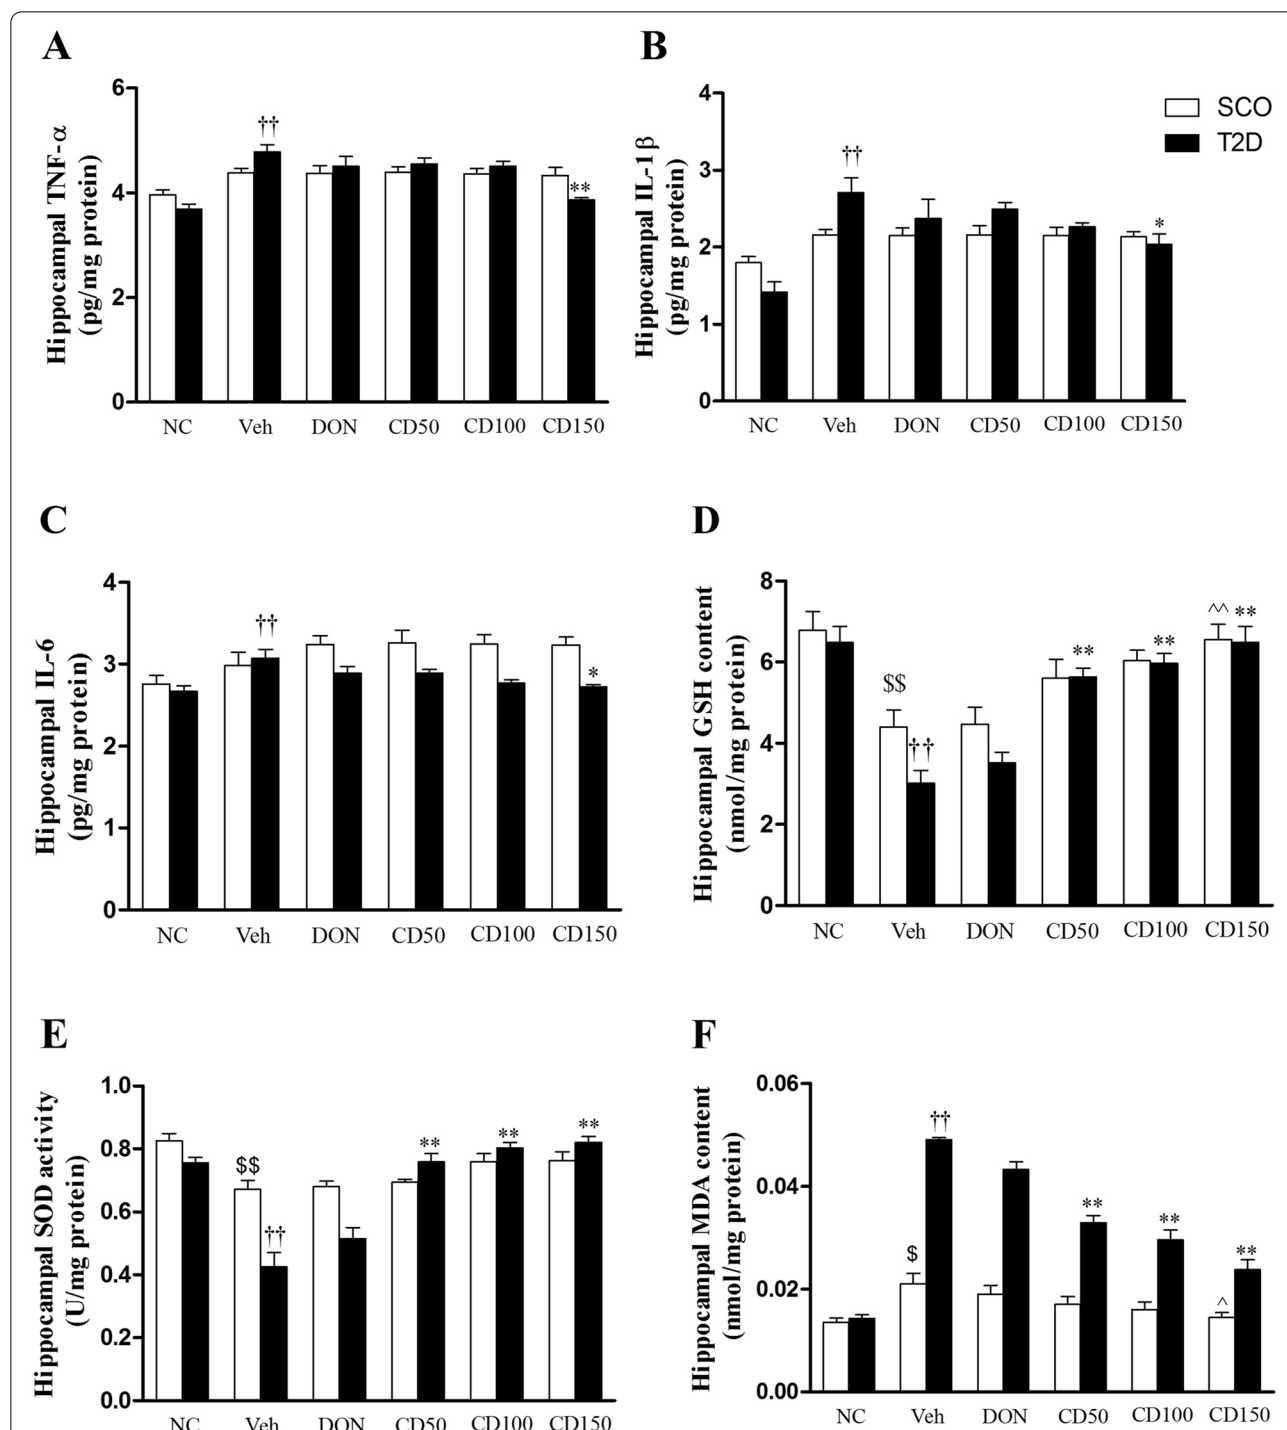 A
Hippocampal TNF-α
(pg/mg protein)
6
4
2
0
††
**
NC Veh DON CD50 CD100 CD150
B
Hippocampal IL-1β
(pg/mg protein)
4
3
2
1
0
††
*
SCO
T2D
NC Veh DON CD50 CD100 CD150
C
Hippocampal IL-6
(pg/mg protein)
4
3
2
1
0
††
*
NC Veh DON CD50 CD100 CD150
D
Hippocampal GSH content
(nmol/mg protein)
8
6
4
2
0
$$
††
**
**
^^ **
NC Veh DON CD50 CD100 CD150
E
Hippocampal SOD activity
(U/mg protein)
1.0
0.8
0.6
0.4
0.2
0.0
$$
††
**
**
**
NC Veh DON CD50 CD100 CD150
F
Hippocampal MDA content
(nmol/mg protein)
0.06
0.04
0.02
0.00
$
††
**
**
^
**
NC Veh DON CD50 CD100 CD150